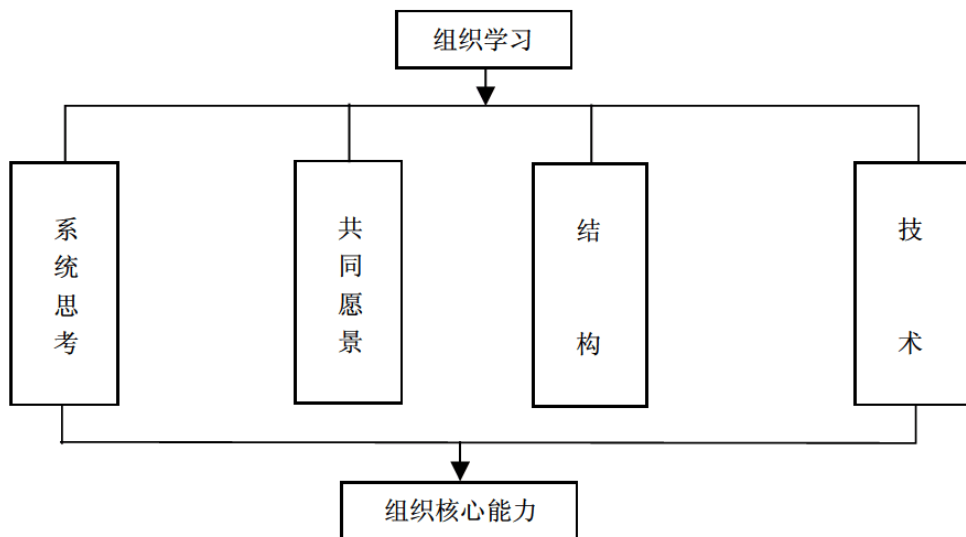 组织学习
系统思考
共同愿景
结构
技术
组织核心能力